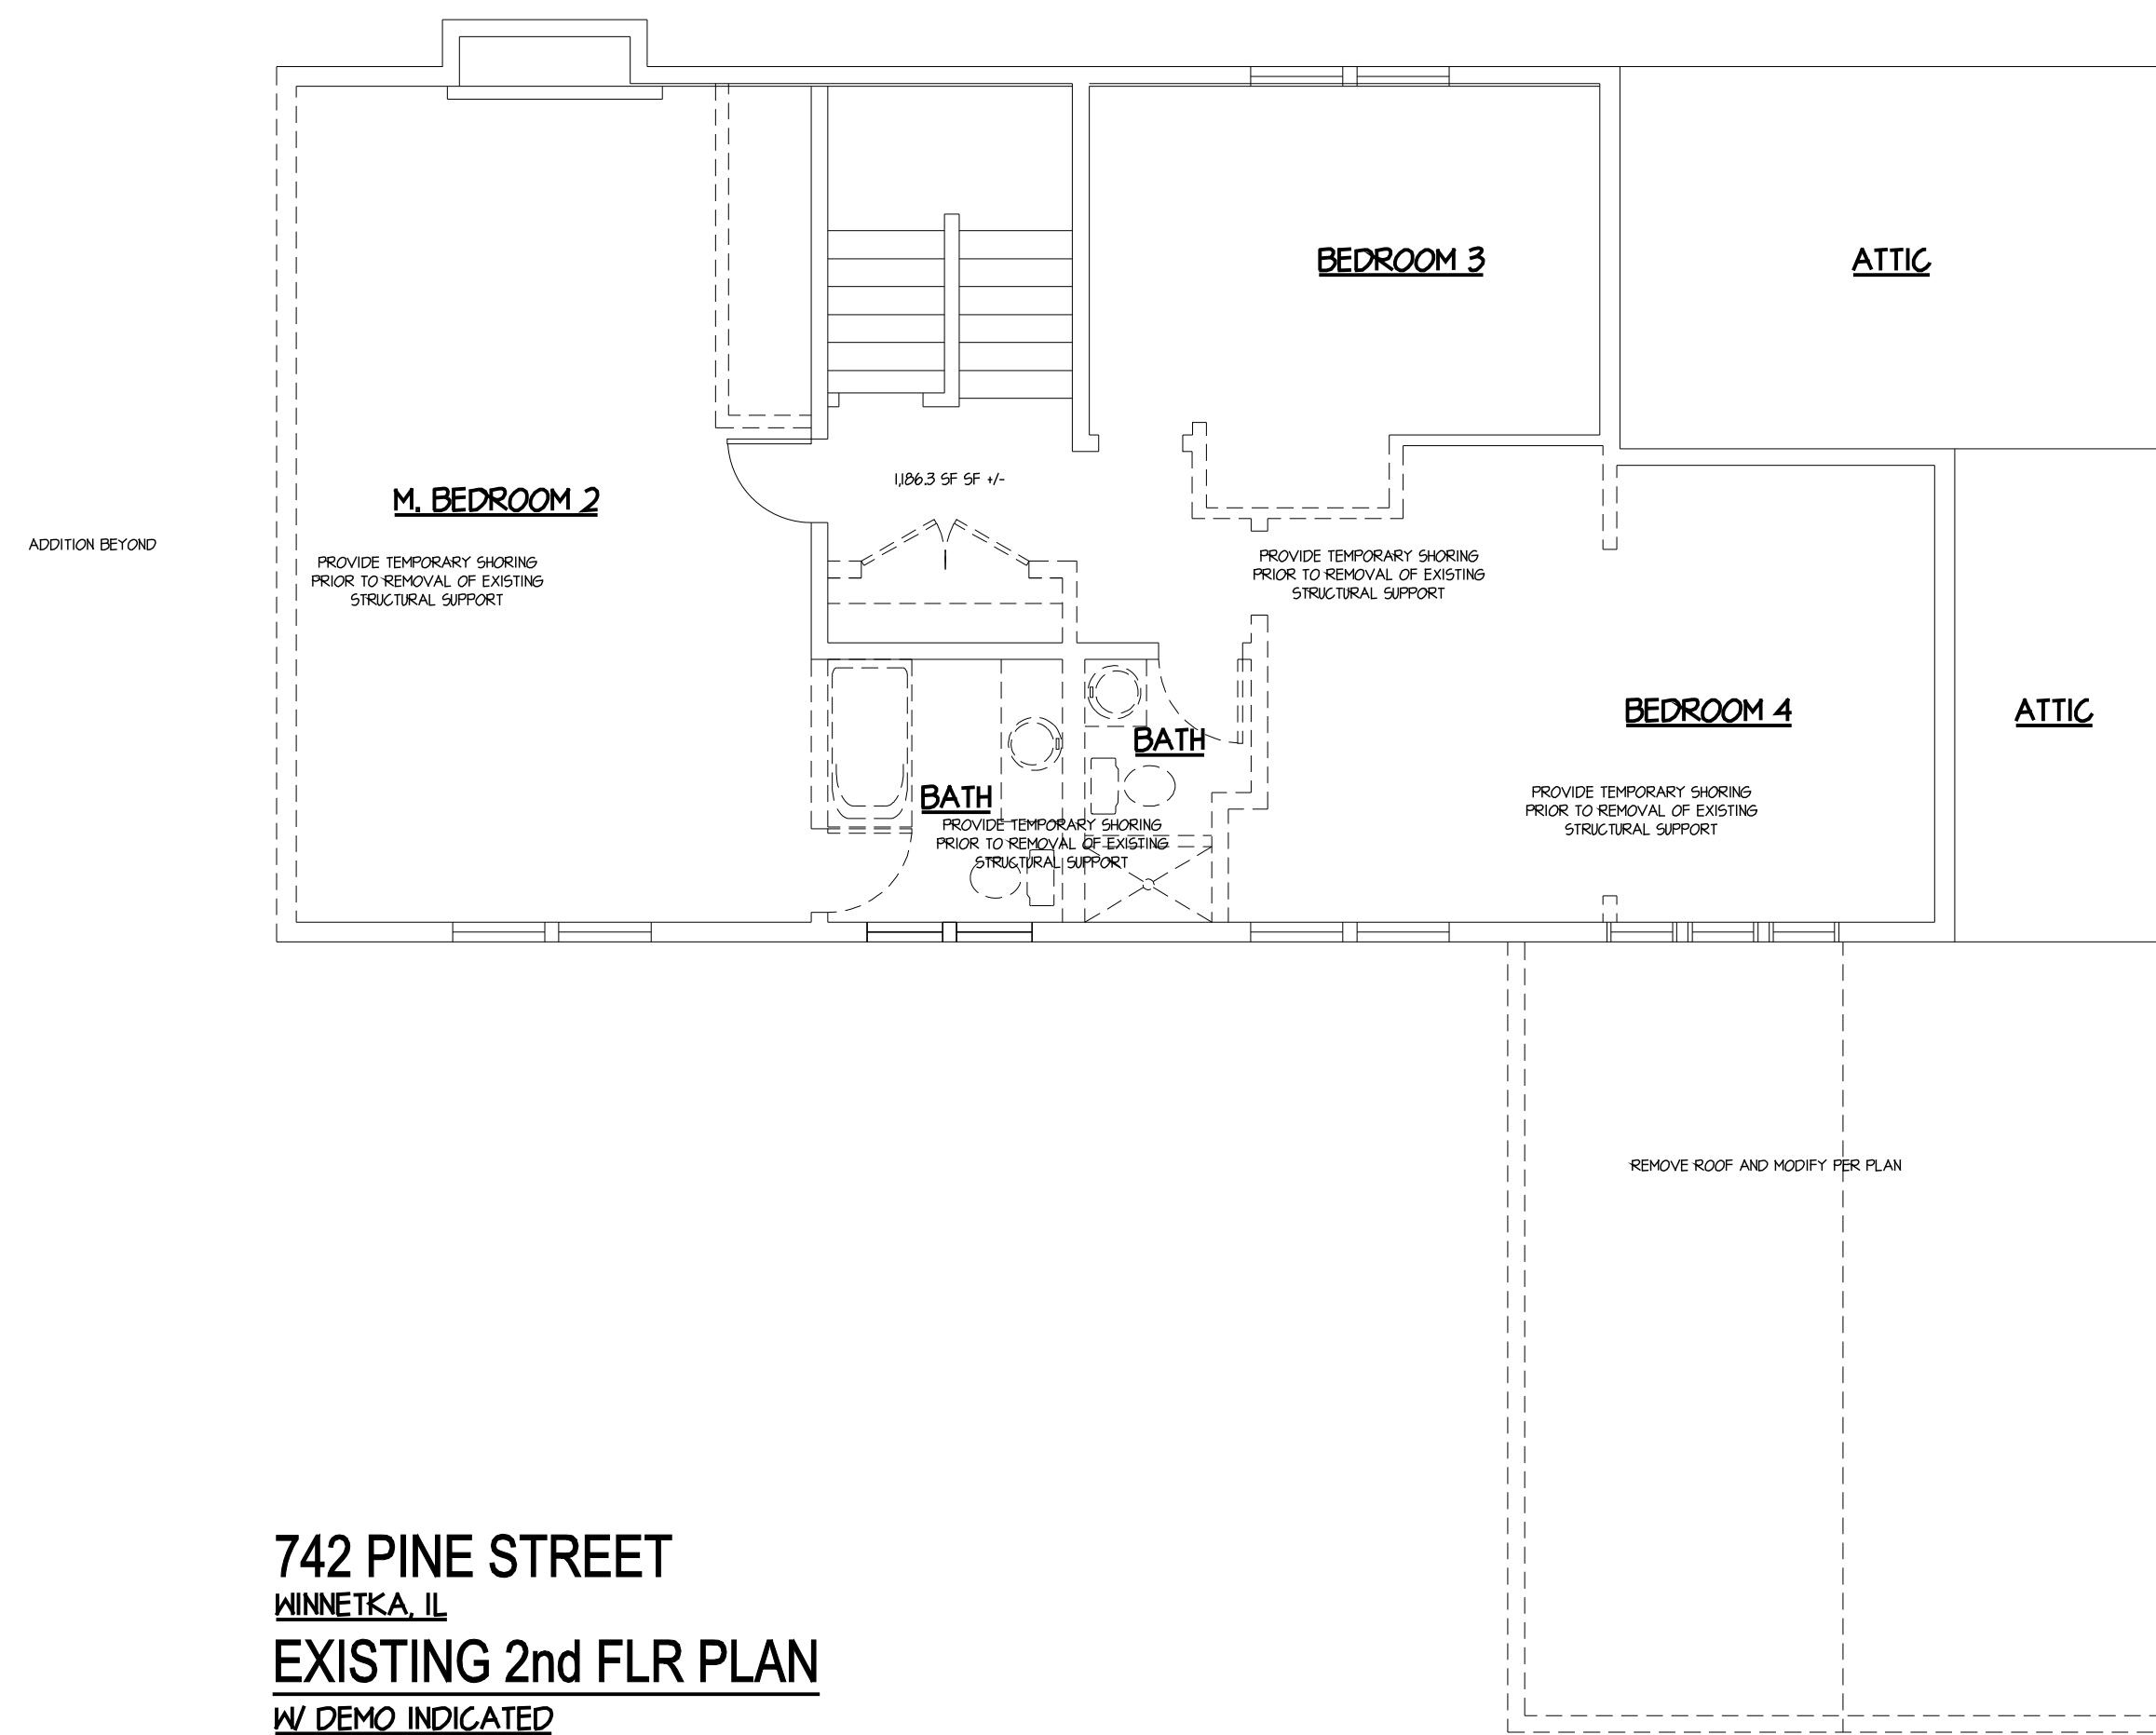 BEDROOM 3
ATTIC
1,186.3 SF SF +/-
M. BEDROOM 2
ADDITION BEYOND
PROVIDE TEMPORARY SHORING
PRIOR TO REMOVAL OF EXISTING
STRUCTURAL SUPPORT
PROVIDE TEMPORARY SHORING
PRIOR TO REMOVAL OF EXISTING
STRUCTURAL SUPPORT
BEDROOM 4
ATTIC
BATH
BATH
PROVIDE TEMPORARY SHORING
PRIOR TO REMOVAL OF EXISTING
STRUCTURAL SUPPORT
PROVIDE TEMPORARY SHORING
PRIOR TO REMOVAL OF EXISTING
STRUCTURAL SUPPORT
REMOVE ROOF AND MODIFY PER PLAN
742 PINE STREET
WINNETKA, IL
EXISTING 2nd FLR PLAN
W/ DEMO INDICATED